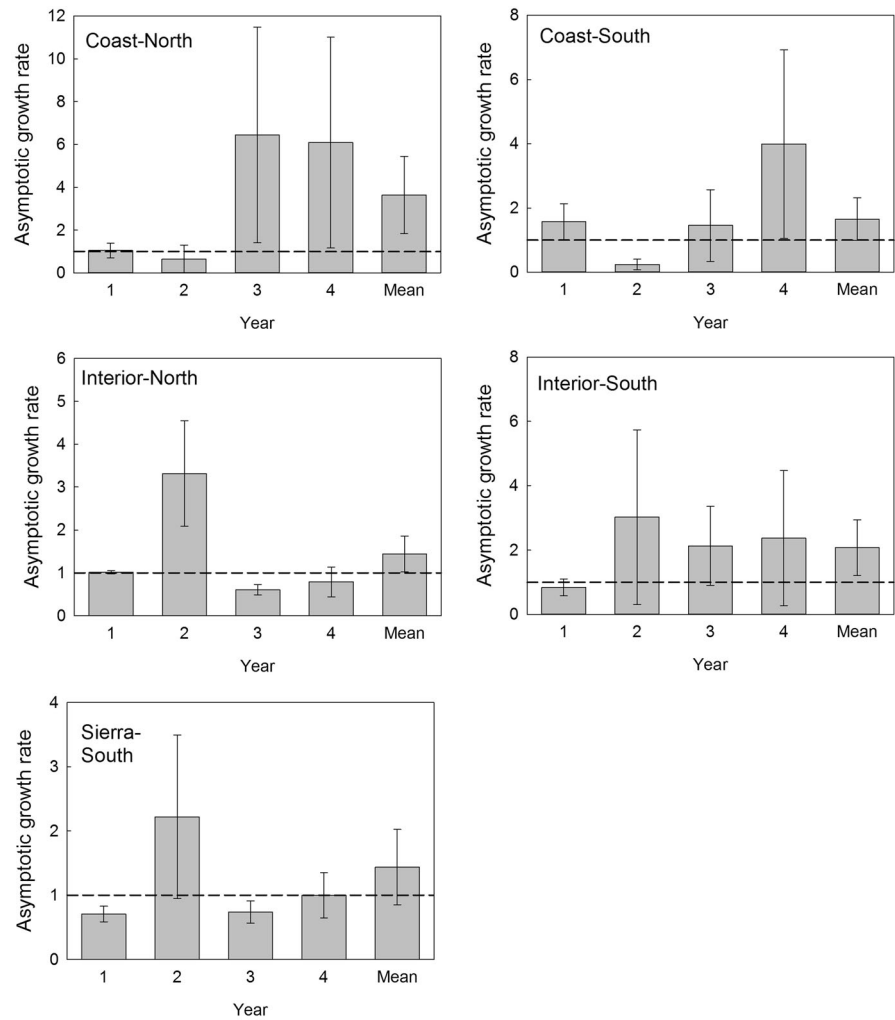 Coast-North
Asymptotic growth rate
12
10
8
6
4
2
0
1 2 3 4 Mean
Year
Coast-South
Asymptotic growth rate
8
6
4
2
0
1 2 3 4 Mean
Year
Interior-North
Asymptotic growth rate
6
5
4
3
2
1
0
1 2 3 4 Mean
Year
Interior-South
Asymptotic growth rate
8
6
4
2
0
1 2 3 4 Mean
Year
Sierra-
South
Asymptotic growth rate
4
3
2
1
0
1 2 3 4 Mean
Year